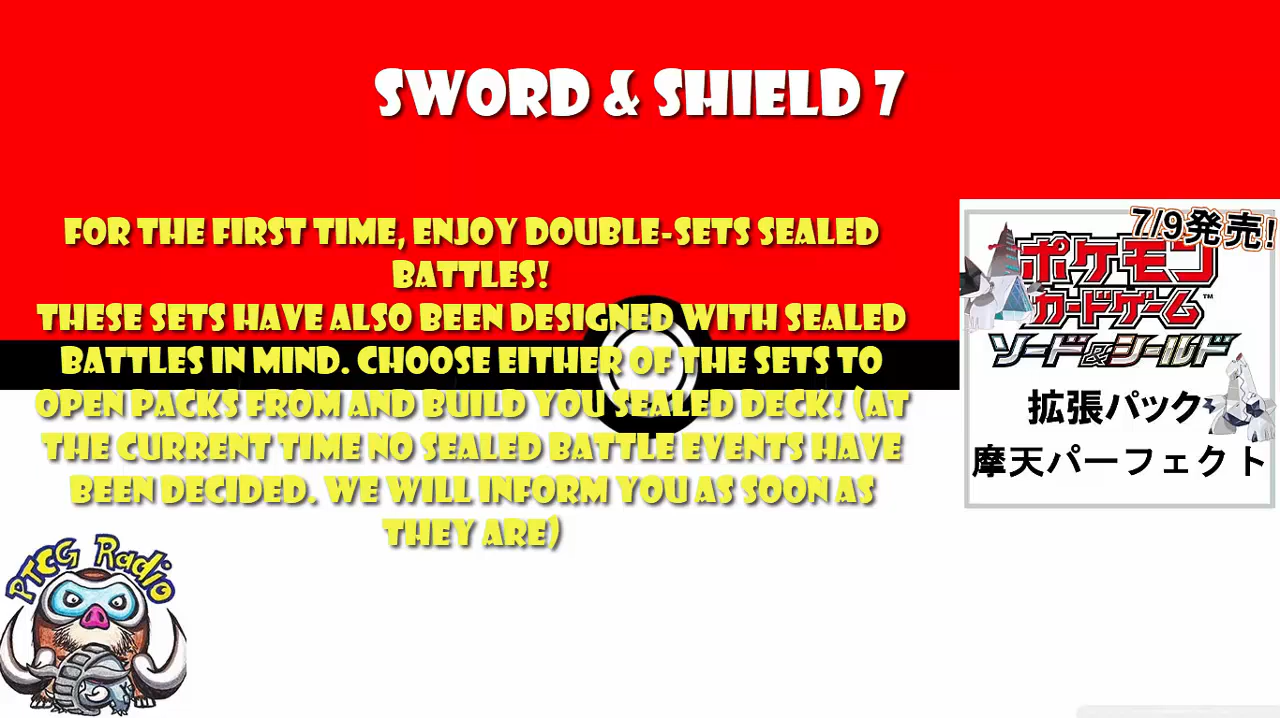 SWORD & SHIELD 7
FOR THE FIRST TIME, ENJOY DOUBLE-SETS SEALED
BATTLES!
THESE SETS HAVE ALSO BEEN DESIGNED WITH SEALED
BATTLES IN MIND. CHOOSE EITHER OF THE SETS TO
OPEN PACKS FROM AND BUILD YOU SEALED DECK! (AT
THE CURRENT TIME NO SEALED BATTLE EVENTS HAVE
BEEN DECIDED. WE WILL INFORM YOU AS SOON AS
THEY ARE)
7/9発売!
ポケモン
カードゲーム™
ソード&シールド
拡張パック
摩天パーフェクト
PTCG Radio